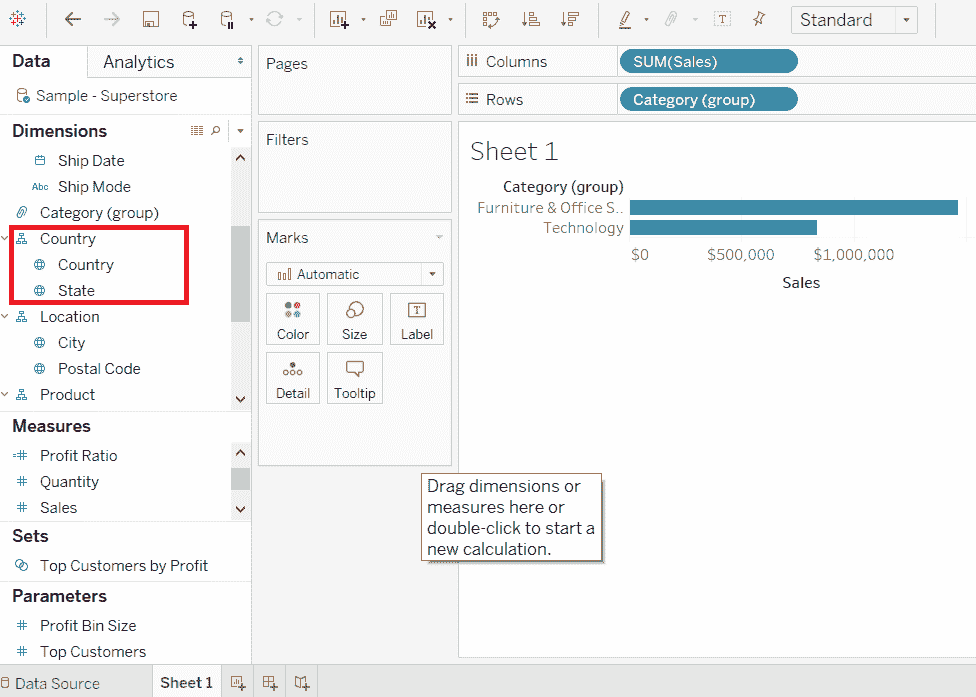 Standard
Data
Analytics
Sample - Superstore
Dimensions
Ship Date
Abc Ship Mode
Category (group)
Country
Country
State
Location
City
Postal Code
Product
Measures
Profit Ratio
Quantity
Sales
Sets
Top Customers by Profit
Parameters
Profit Bin Size
Top Customers
Pages
Filters
Marks
Automatic
Color
Size
Label
Detail
Tooltip
Columns
SUM(Sales)
Rows
Category (group)
Sheet 1
Category (group)
Furniture & Office S..
Technology
$0
$500,000
$1,000,000
Sales
Drag dimensions or
measures here or
double-click to start a
new calculation.
Data Source
Sheet 1